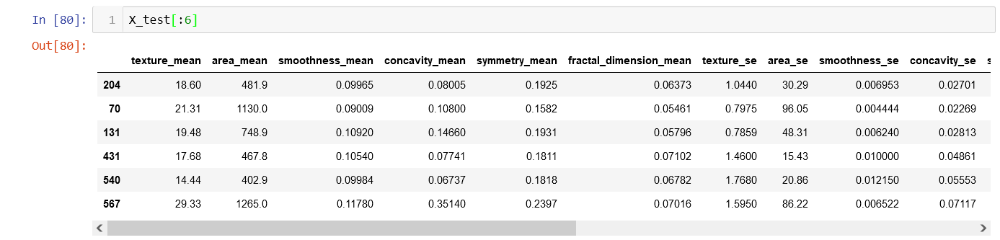 In [80]: 1 X_test[:6]
Out[80]:
texture_mean area_mean smoothness_mean concavity_mean symmetry_mean fractal_dimension_mean texture_se area_se smoothness_se concavity_se s
204 18.60 481.9 0.09965 0.08005 0.1925 0.06373 1.0440 30.29 0.006953 0.02701
70 21.31 1130.0 0.09009 0.10800 0.1582 0.05461 0.7975 96.05 0.004444 0.02269
131 19.48 748.9 0.10920 0.14660 0.1931 0.05796 0.7859 48.31 0.006240 0.02813
431 17.68 467.8 0.10540 0.07741 0.1811 0.07102 1.4600 15.43 0.010000 0.04861
540 14.44 402.9 0.09984 0.06737 0.1818 0.06782 1.7680 20.86 0.012150 0.05553
567 29.33 1265.0 0.11780 0.35140 0.2397 0.07016 1.5950 86.22 0.006522 0.07117